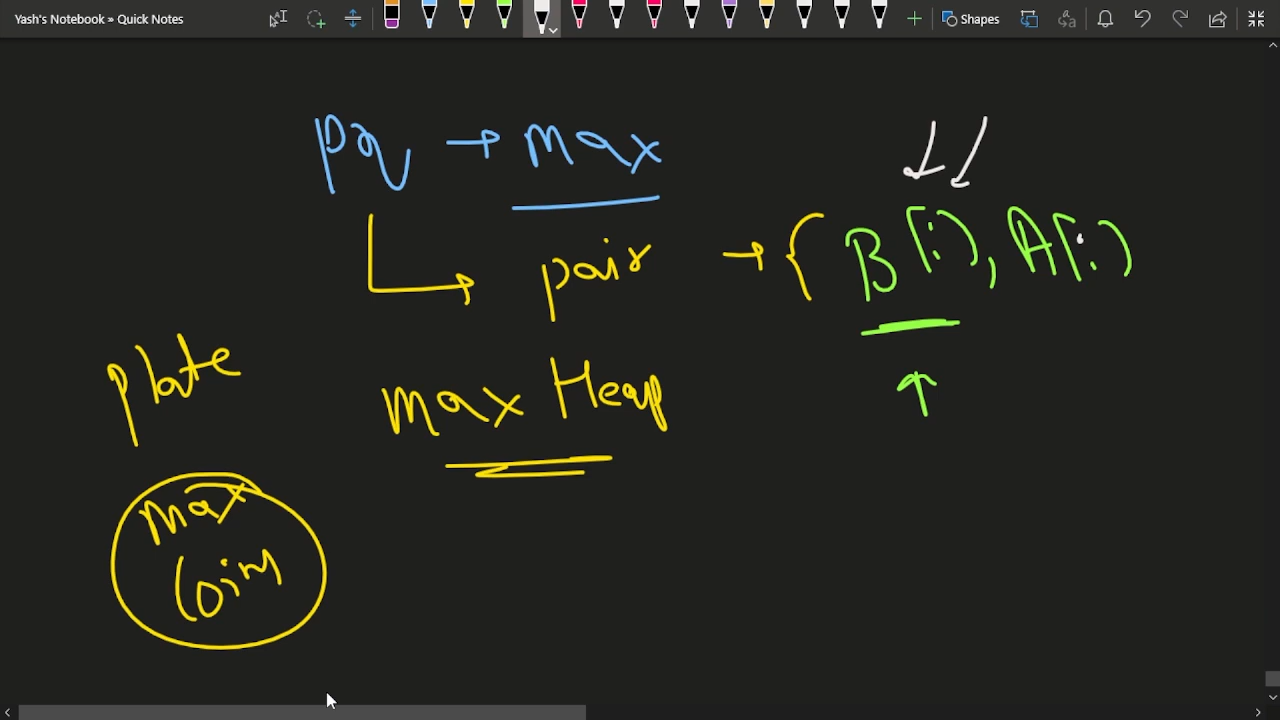 Yash's Notebook » Quick Notes
Shapes
pq → max
pair → { B[i], A[i]
plate
max Heap
max
Coin